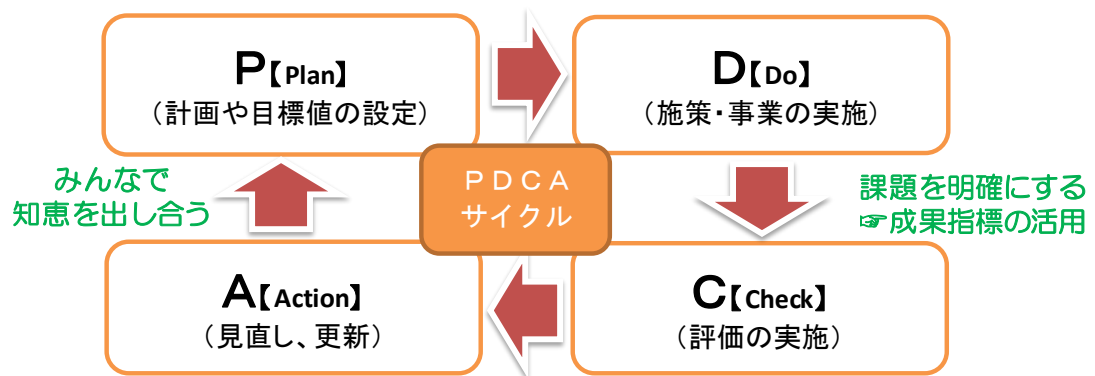 P【Plan】
（計画や目標値の設定）
D【Do】
（施策・事業の実施）
みんなで
知恵を出し合う
PDCA
サイクル
課題を明確にする
☞成果指標の活用
A【Action】
（見直し、更新）
C【Check】
（評価の実施）